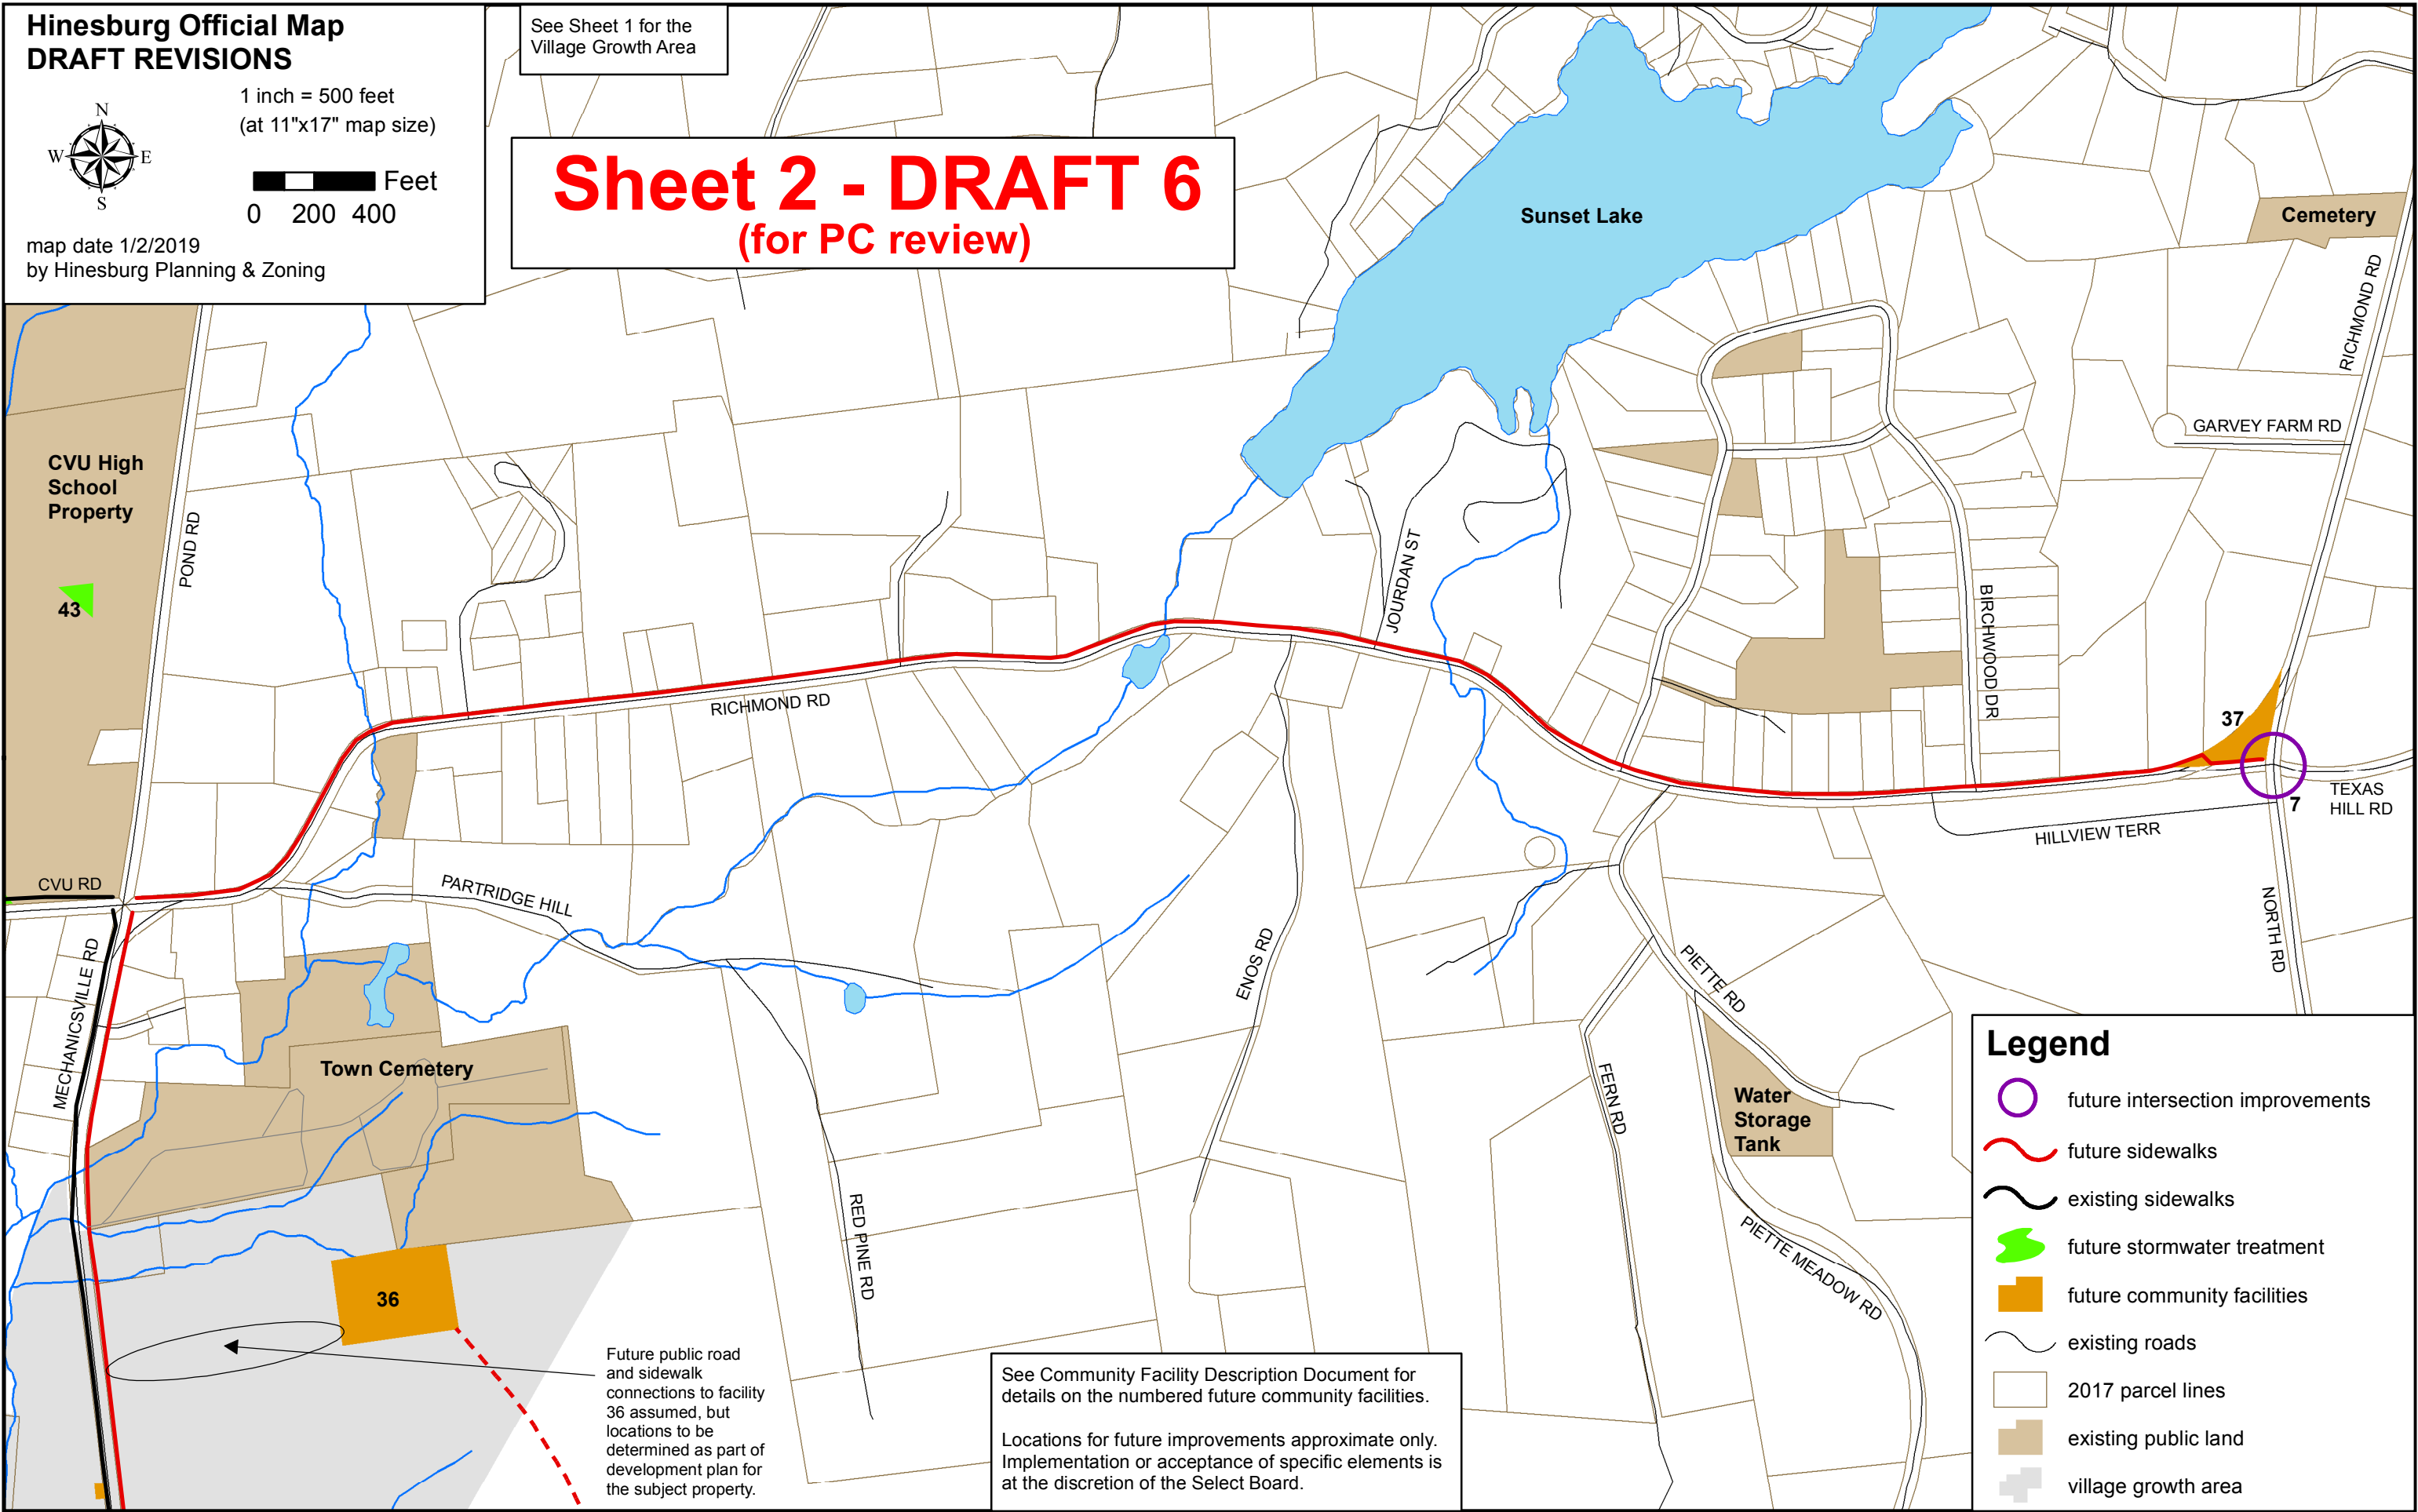 Hinesburg Official Map
DRAFT REVISIONS
1 inch = 500 feet
(at 11"x17" map size)
N
W
E
S
Feet
0 200 400
map date 1/2/2019
by Hinesburg Planning & Zoning
See Sheet 1 for the
Village Growth Area
Sheet 2 - DRAFT 6
(for PC review)
Sunset Lake
Cemetery
RICHMOND RD
GARVEY FARM RD
CVU High
School
Property
POND RD
43
JOURDAN ST
BIRCHWOOD DR
RICHMOND RD
37
7
TEXAS
HILL RD
HILLVIEW TERR
NORTH RD
CVU RD
PARTRIDGE HILL
MECHANICSVILLE RD
ENOS RD
PIETTE RD
Town Cemetery
FERN RD
Water
Storage
Tank
RED PINE RD
PIETTE MEADOW RD
36
Future public road
and sidewalk
connections to facility
36 assumed, but
locations to be
determined as part of
development plan for
the subject property.
See Community Facility Description Document for
details on the numbered future community facilities.
Locations for future improvements approximate only.
Implementation or acceptance of specific elements is
at the discretion of the Select Board.
Legend
future intersection improvements
future sidewalks
existing sidewalks
future stormwater treatment
future community facilities
existing roads
2017 parcel lines
existing public land
village growth area